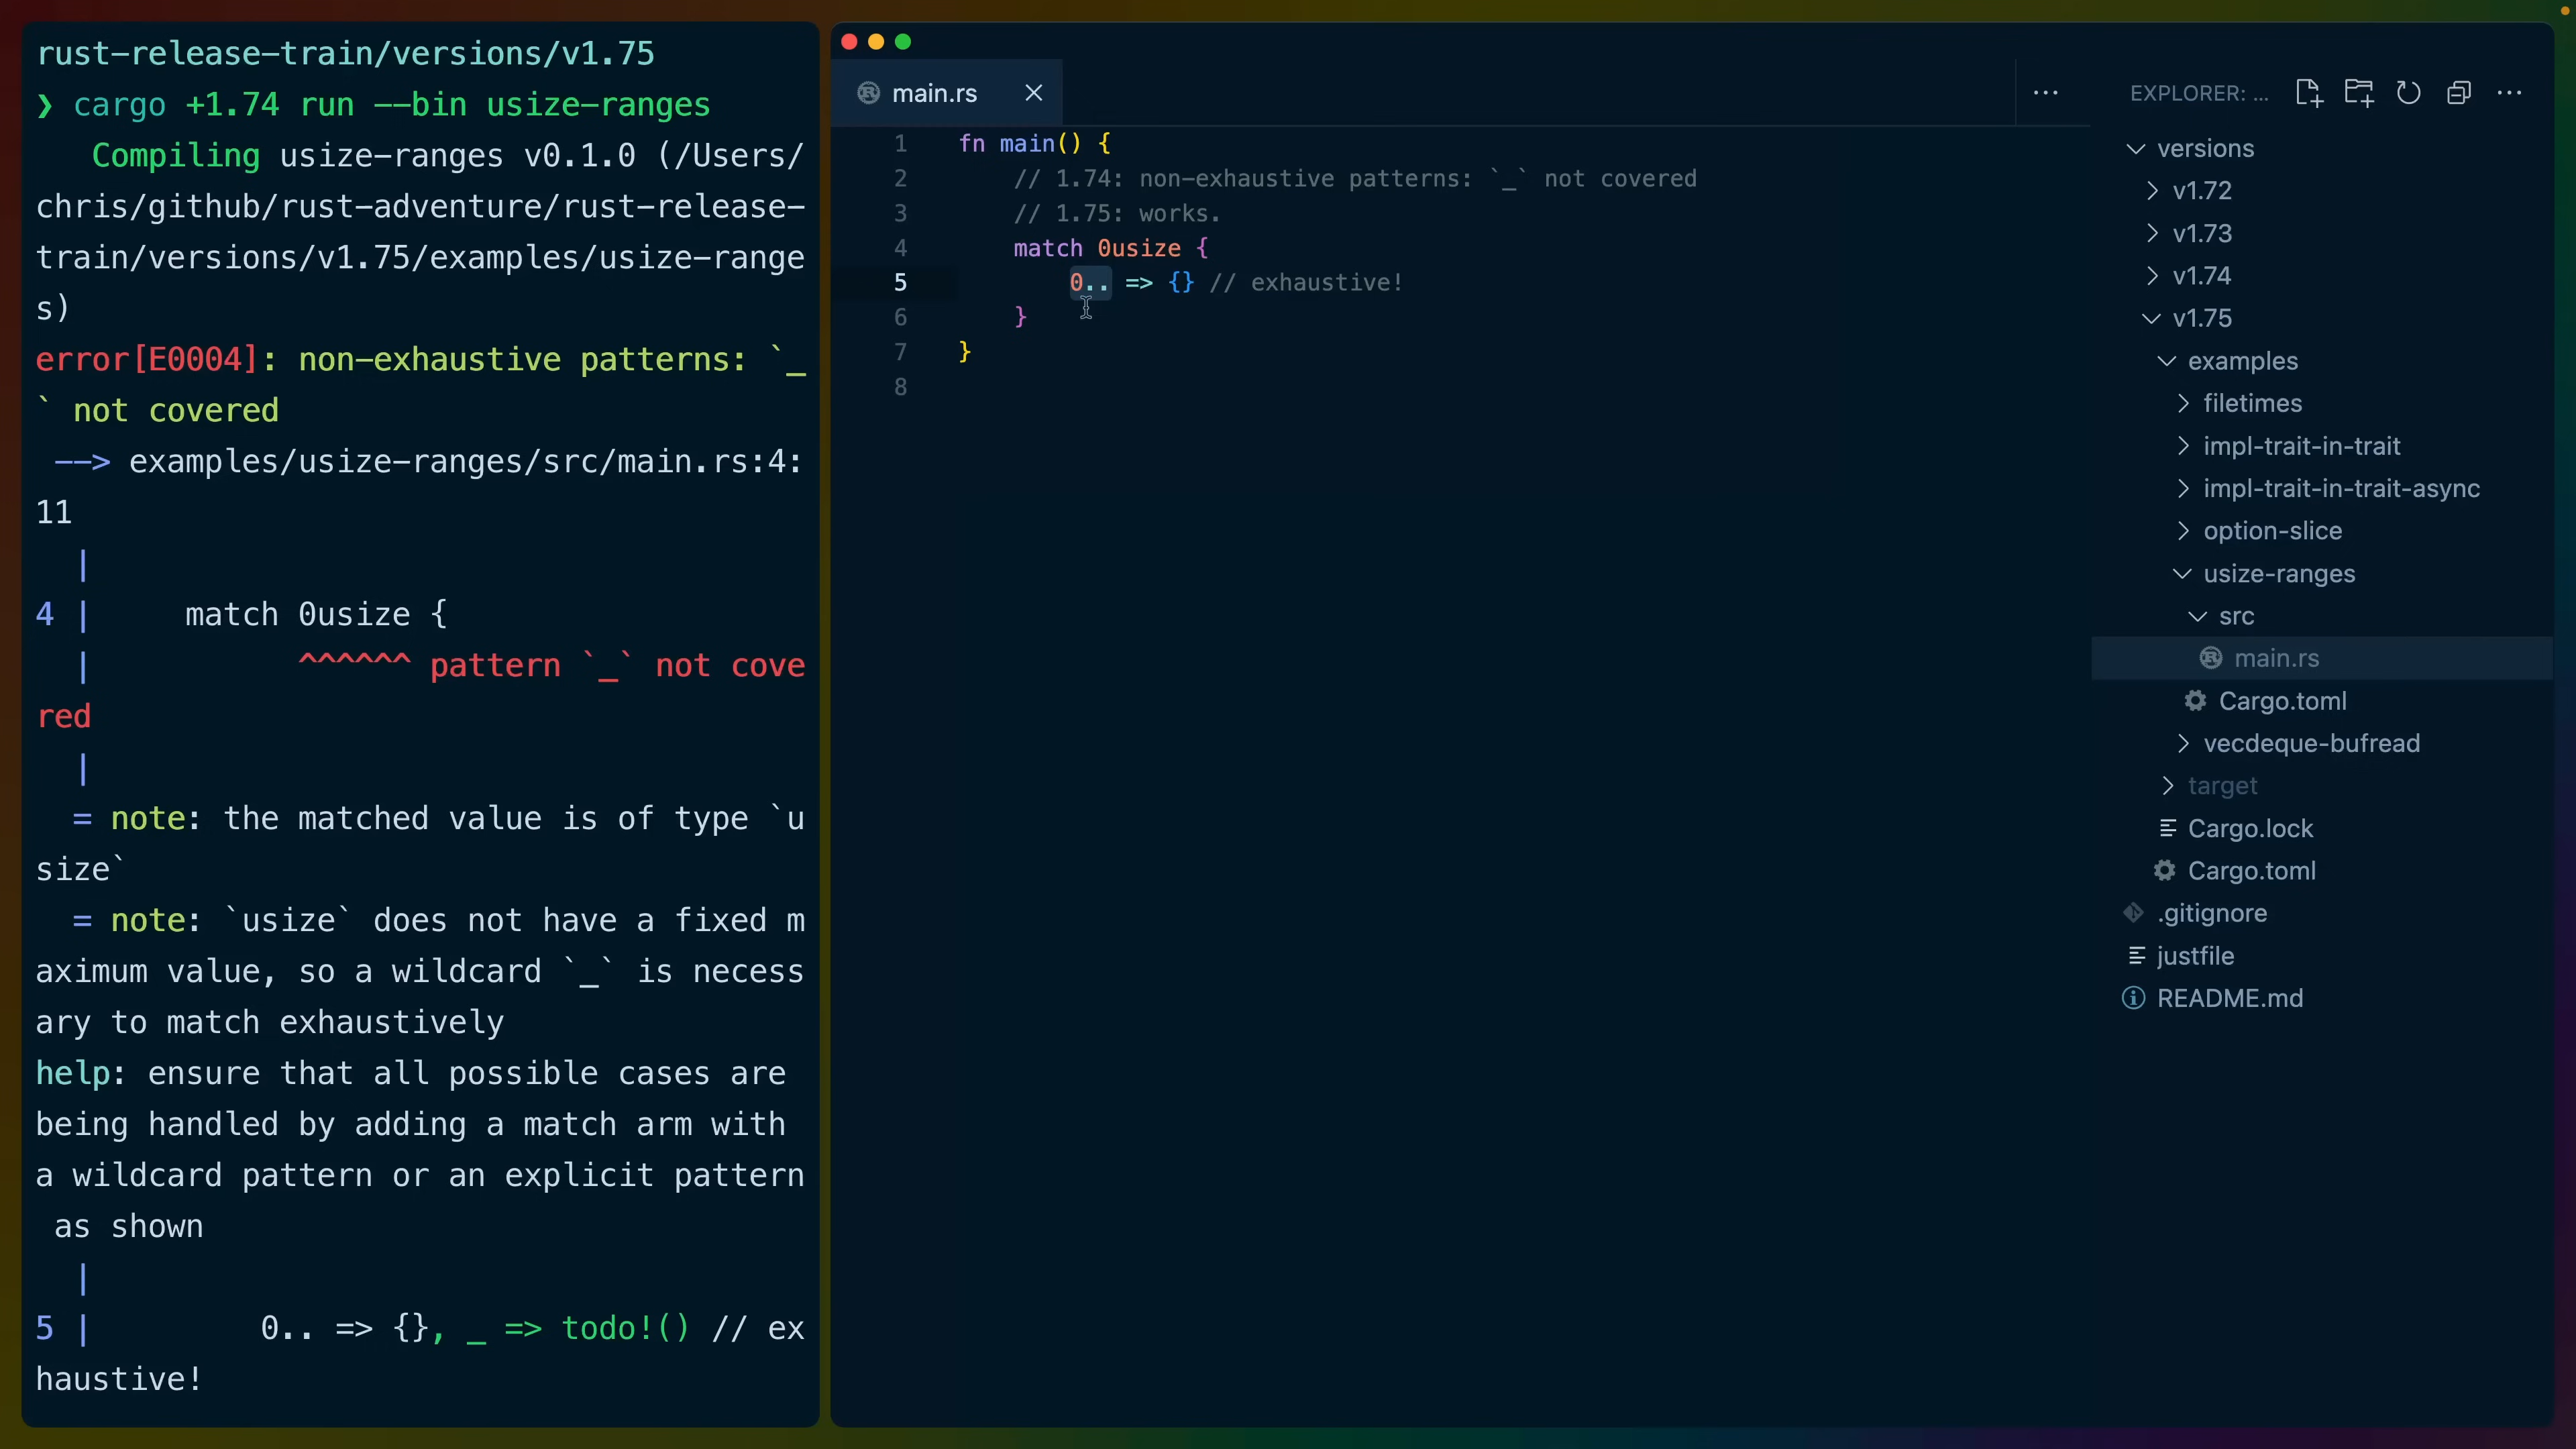 rust-release-train/versions/v1.75
❯ cargo +1.74 run --bin usize-ranges
   Compiling usize-ranges v0.1.0 (/Users/
chris/github/rust-adventure/rust-release-
train/versions/v1.75/examples/usize-range
s)
error[E0004]: non-exhaustive patterns: `_
` not covered
 --> examples/usize-ranges/src/main.rs:4:
11
  |
4 |     match 0usize {
  |           ^^^^^^ pattern `_` not cove
red
  |
  = note: the matched value is of type `u
size`
  = note: `usize` does not have a fixed m
aximum value, so a wildcard `_` is necess
ary to match exhaustively
help: ensure that all possible cases are
being handled by adding a match arm with
a wildcard pattern or an explicit pattern
 as shown
  |
5 |         0.. => {}, _ => todo!() // ex
haustive!
main.rs
1 fn main() {
2     // 1.74: non-exhaustive patterns: `_` not covered
3     // 1.75: works.
4     match 0usize {
5         0.. => {} // exhaustive!
6     }
7 }
8
EXPLORER: ...
versions
v1.72
v1.73
v1.74
v1.75
examples
filetimes
impl-trait-in-trait
impl-trait-in-trait-async
option-slice
usize-ranges
src
main.rs
Cargo.toml
vecdeque-bufread
target
Cargo.lock
Cargo.toml
.gitignore
justfile
README.md